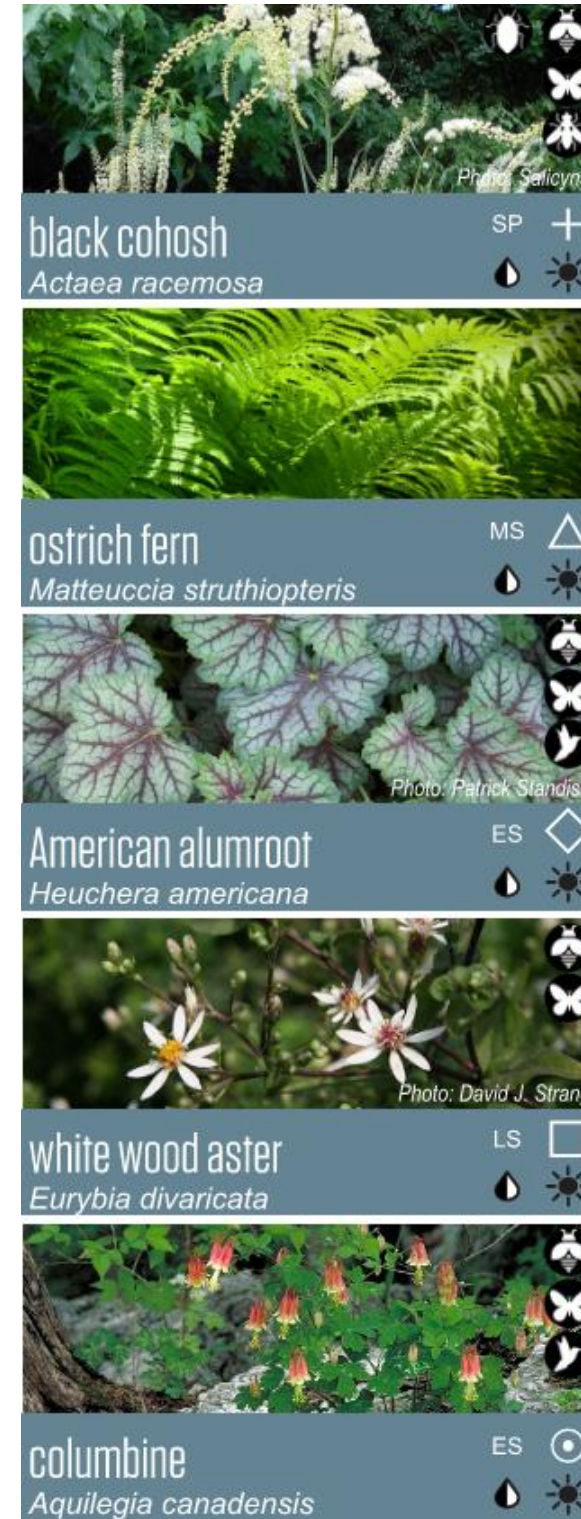 Photo: Salicyn
black cohosh
SP
Actaea racemosa
ostrich fern
MS
Matteuccia struthiopteris
Photo: Patrick Standis
American alumroot
ES
Heuchera americana
Photo: David J. Stran
white wood aster
LS
Eurybia divaricata
columbine
ES
Aquilegia canadensis